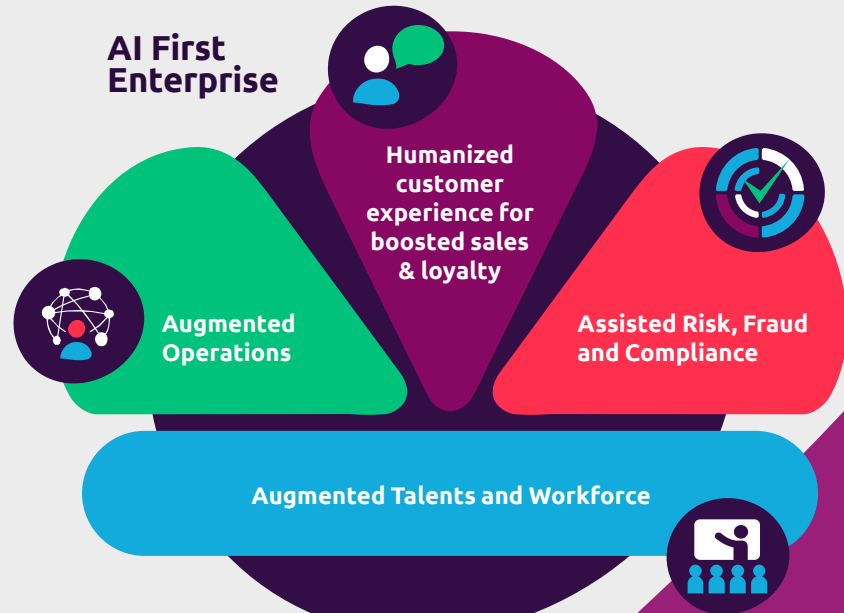 AI First
Enterprise
Humanized
customer
experience for
boosted sales
& loyalty
Augmented
Operations
Assisted Risk, Fraud
and Compliance
Augmented Talents and Workforce